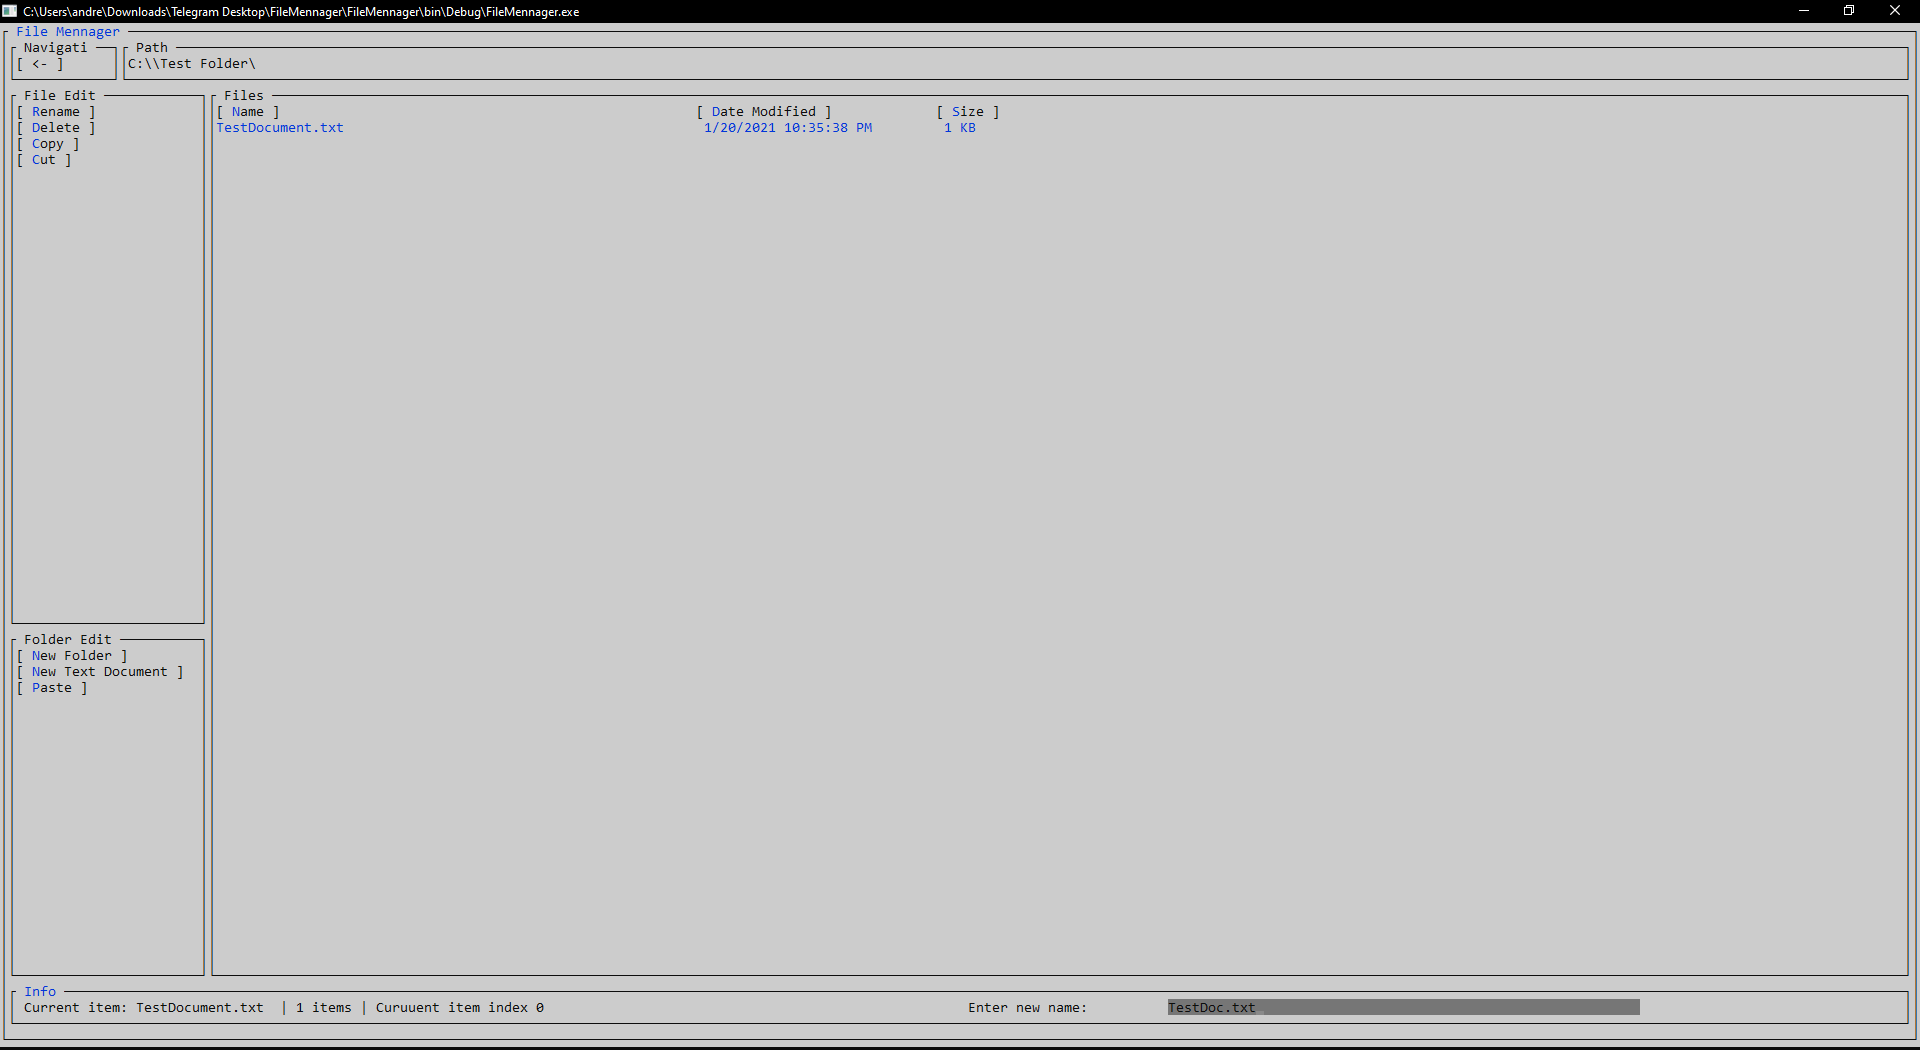 C:\Users\andre\Downloads\Telegram Desktop\FileMennager\FileMennager\bin\Debug\FileMennager.exe
File Mennager
Navigati
Path
[ <- ]
C:\\Test Folder\
File Edit
[ Rename ]
[ Delete ]
[ Copy ]
[ Cut ]
Files
[ Name ] [ Date Modified ] [ Size ]
TestDocument.txt 1/20/2021 10:35:38 PM 1 KB
Folder Edit
[ New Folder ]
[ New Text Document ]
[ Paste ]
Info
Current item: TestDocument.txt | 1 items | Curuuent item index 0
Enter new name: TestDoc.txt